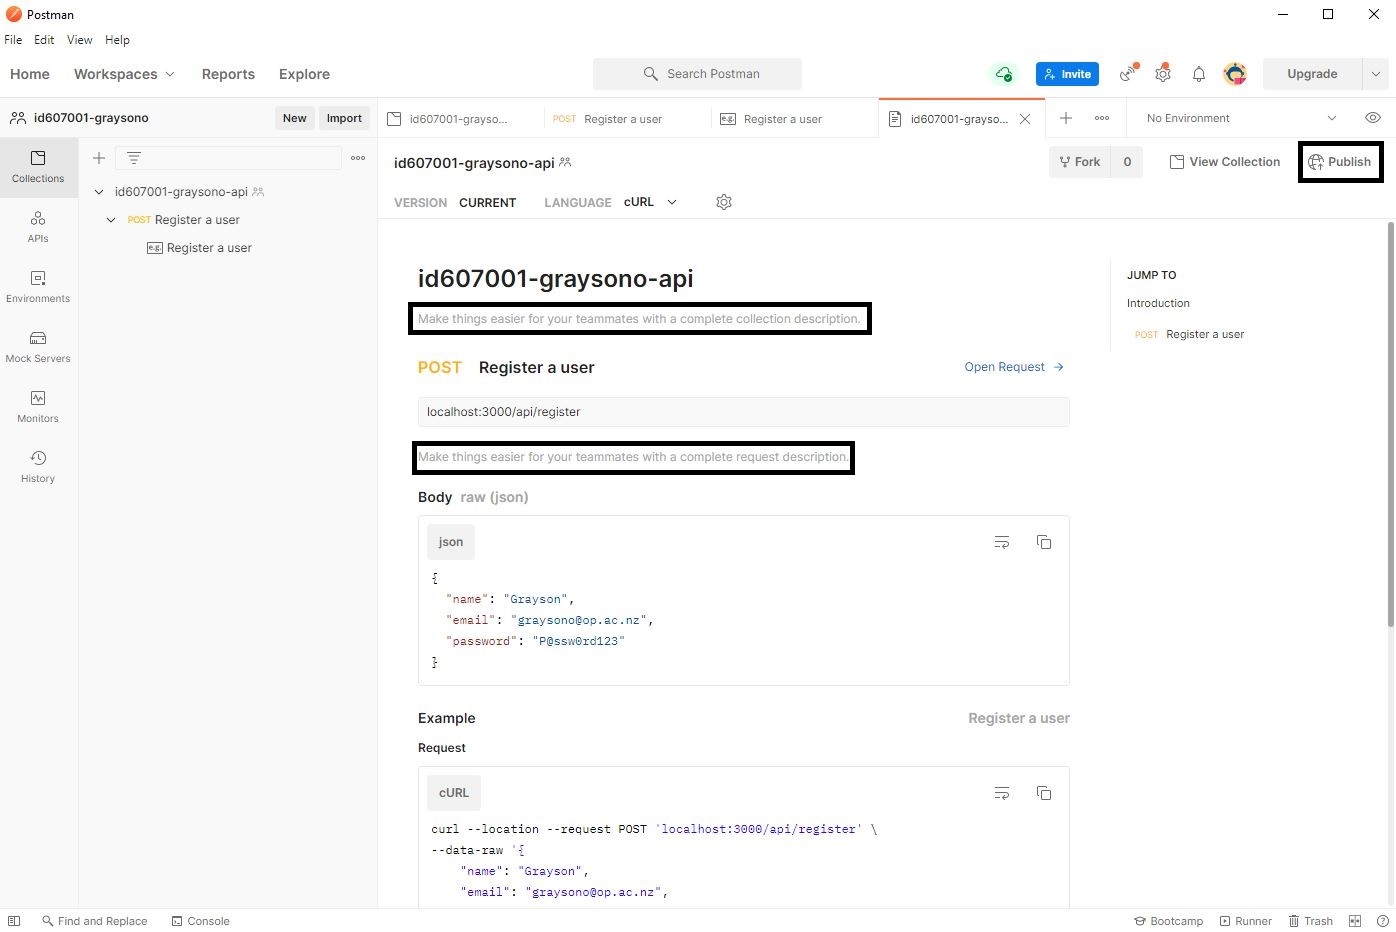 Postman
File Edit View Help
Home Workspaces Reports Explore Search Postman Invite Upgrade
id607001-graysono New Import id607001-grayso... POST Register a user e.g. Register a user id607001-grayso... No Environment
Collections
APIs
Environments
Mock Servers
Monitors
History
id607001-graysono-api
POST Register a user
e.g. Register a user
id607001-graysono-api Fork 0 View Collection Publish
VERSION CURRENT LANGUAGE cURL
id607001-graysono-api
Make things easier for your teammates with a complete collection description.
POST Register a user Open Request →
localhost:3000/api/register
Make things easier for your teammates with a complete request description.
Body raw (json)
json
{
"name": "Grayson",
"email": "graysono@op.ac.nz",
"password": "P@ssw0rd123"
}
Example Register a user
Request
cURL
curl --location --request POST 'localhost:3000/api/register' \
--data-raw '{
"name": "Grayson",
"email": "graysono@op.ac.nz",
JUMP TO
Introduction
POST Register a user
Find and Replace Console Bootcamp Runner Trash